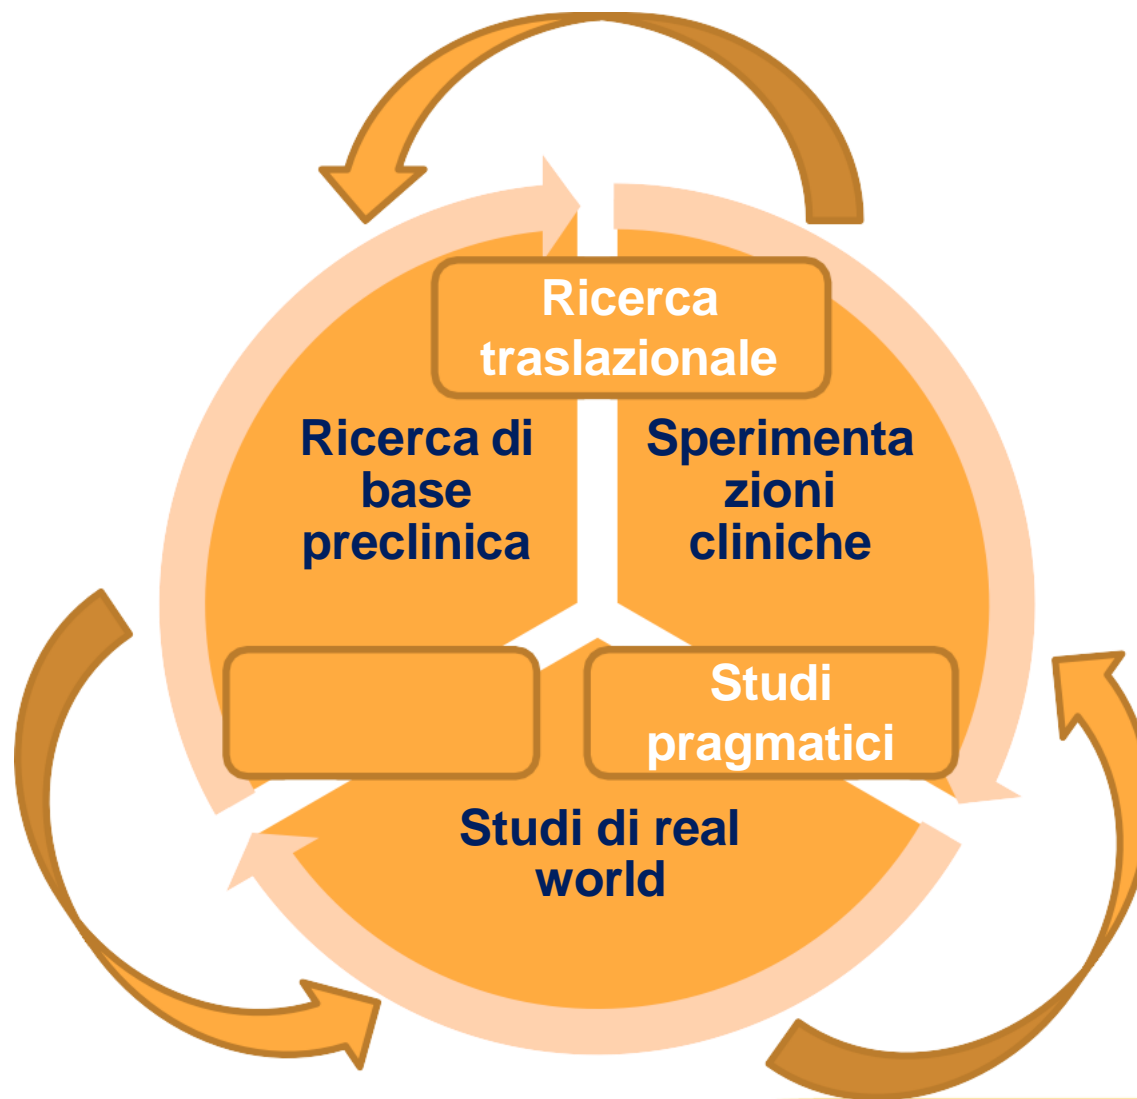 Ricerca
traslazionale
Ricerca di
base
preclinica
Sperimenta
zioni
cliniche
Studi
pragmatici
Studi di real
world